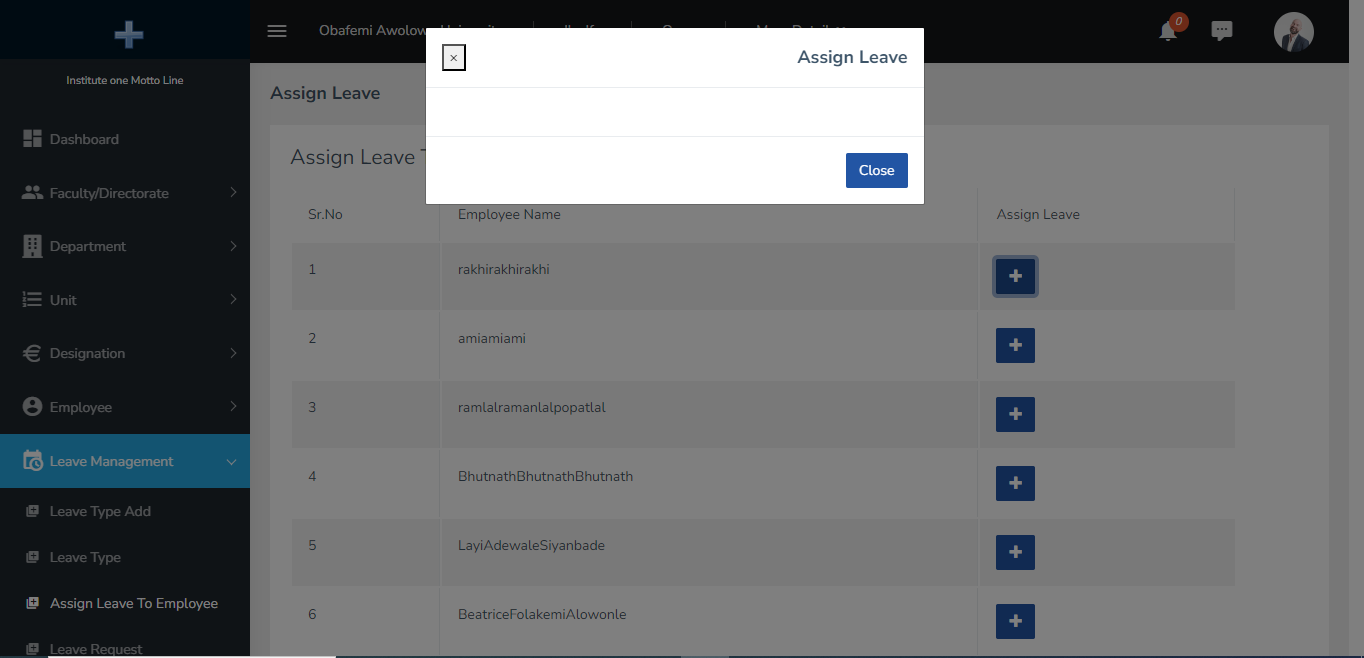 Institute one Motto Line
Dashboard
Faculty/Directorate
Department
Unit
Designation
Employee
Leave Management
Leave Type Add
Leave Type
Assign Leave To Employee
Leave Request
Obafemi Awolow
0
×
Assign Leave
Close
Assign Leave
Assign Leave
Sr.No Employee Name Assign Leave
1 rakhirakhirakhi
2 amiamiami
3 ramlalramanlalpopatlal
4 BhutnathBhutnathBhutnath
5 LayiAdewaleSiyanbade
6 BeatriceFolakemiAlowonle